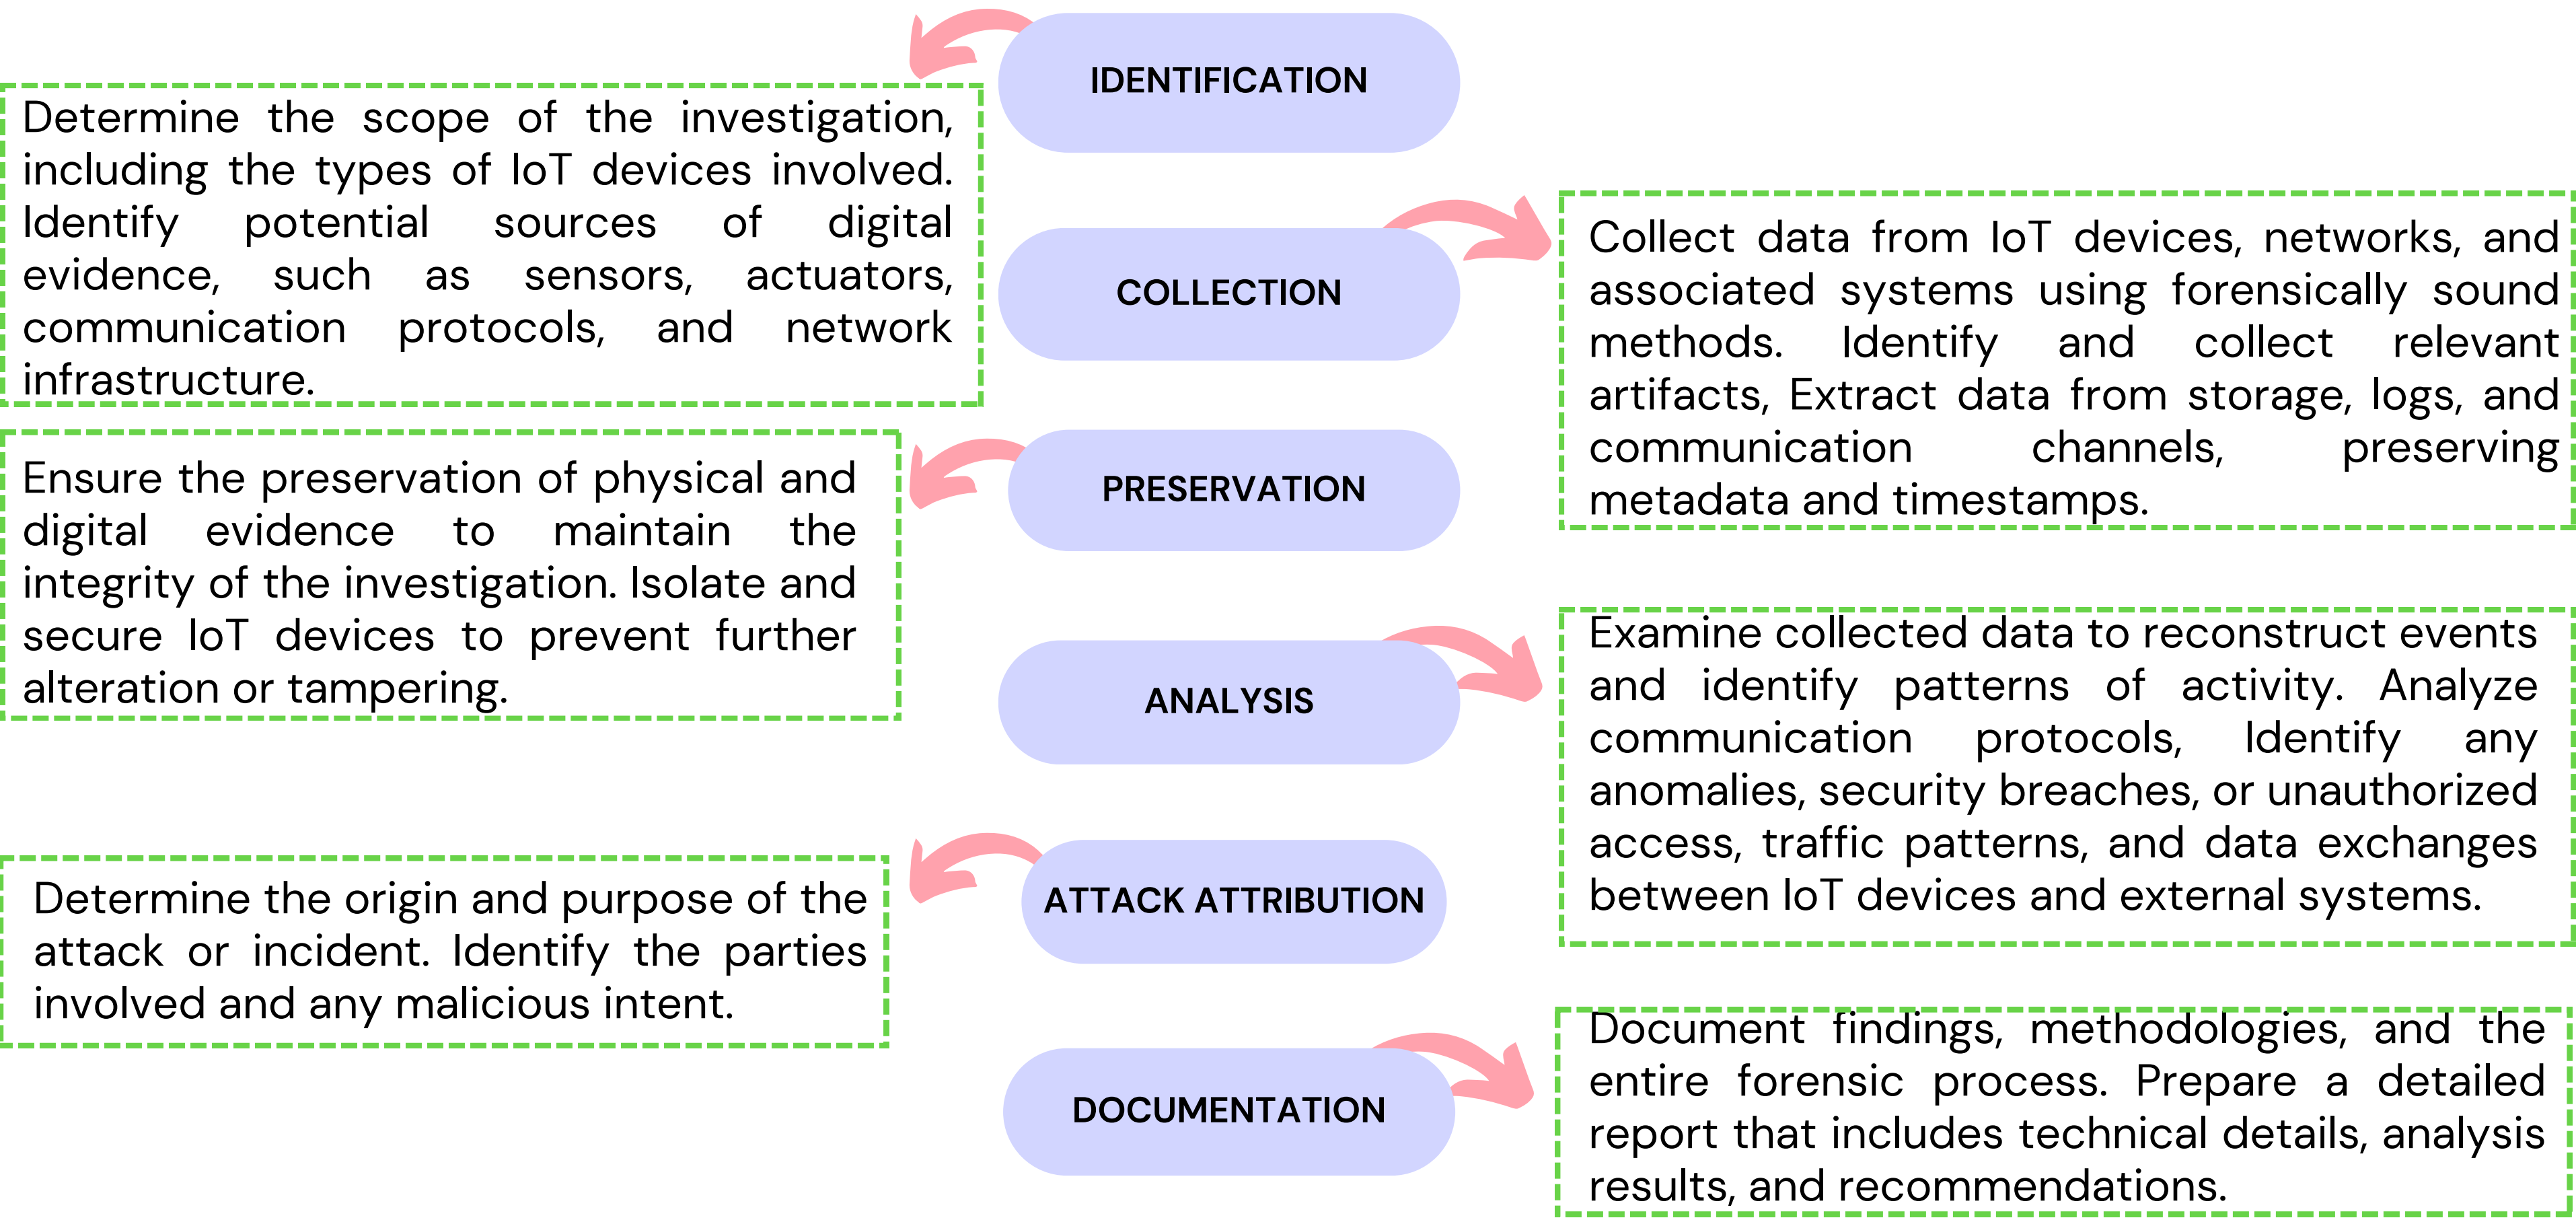 IDENTIFICATION
Determine the scope of the investigation,
including the types of IoT devices involved.
Identify potential sources of digital
evidence, such as sensors, actuators,
communication protocols, and network
infrastructure.
COLLECTION
Collect data from IoT devices, networks, and
associated systems using forensically sound
methods. Identify and collect relevant
artifacts, Extract data from storage, logs, and
communication channels, preserving
metadata and timestamps.
PRESERVATION
Ensure the preservation of physical and
digital evidence to maintain the
integrity of the investigation. Isolate and
secure IoT devices to prevent further
alteration or tampering.
ANALYSIS
Examine collected data to reconstruct events
and identify patterns of activity. Analyze
communication protocols, Identify any
anomalies, security breaches, or unauthorized
access, traffic patterns, and data exchanges
between IoT devices and external systems.
ATTACK ATTRIBUTION
Determine the origin and purpose of the
attack or incident. Identify the parties
involved and any malicious intent.
DOCUMENTATION
Document findings, methodologies, and the
entire forensic process. Prepare a detailed
report that includes technical details, analysis
results, and recommendations.